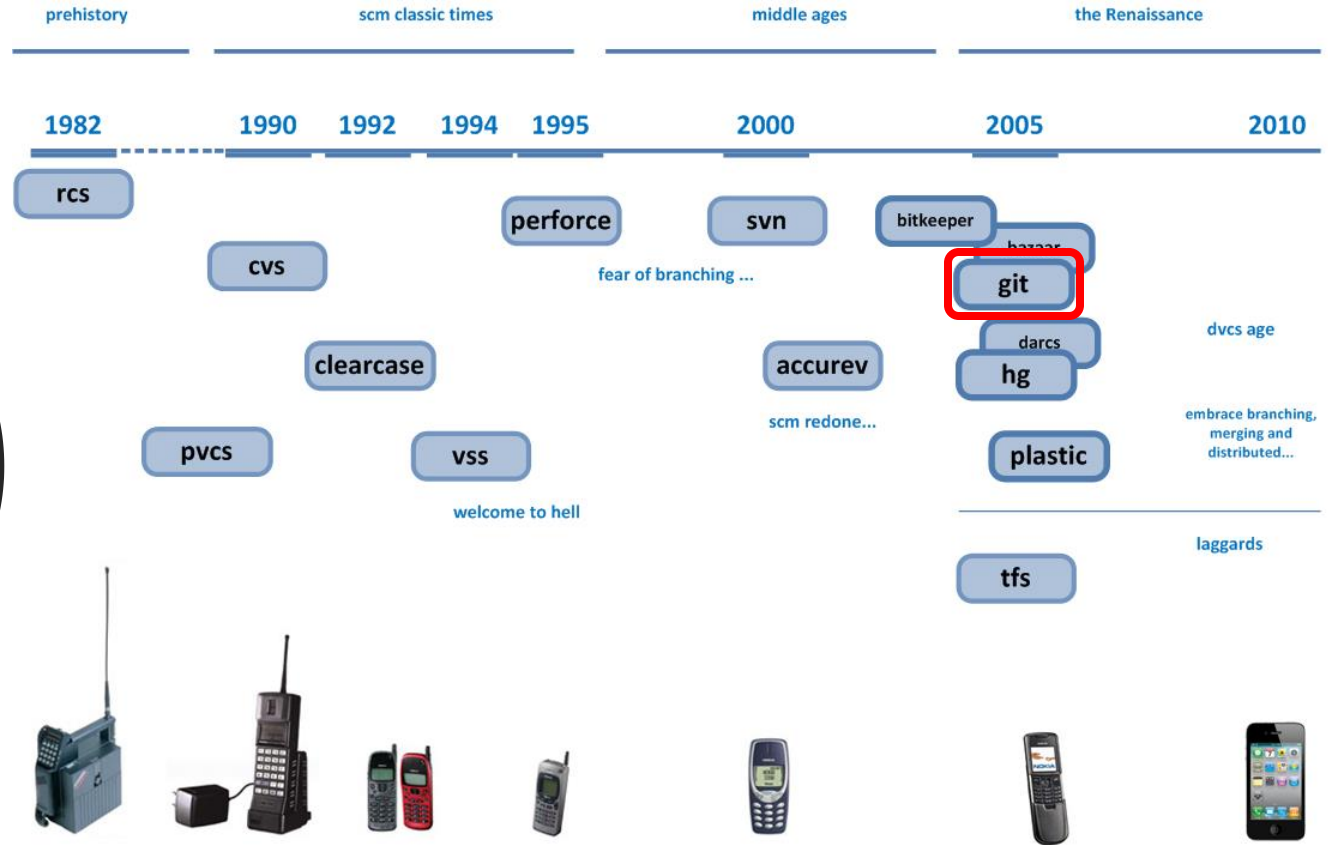 prehistory
scm classic times
middle ages
the Renaissance
1982
1990
1992
1994
1995
2000
2005
2010
rcs
perforce
svn
bitkeeper
bazaar
cvs
fear of branching ...
git
clearcase
accurev
darcs
hg
dvcs age
scm redone...
embrace branching,
merging and
distributed...
pvcs
vss
plastic
welcome to hell
laggards
tfs
NOKIA